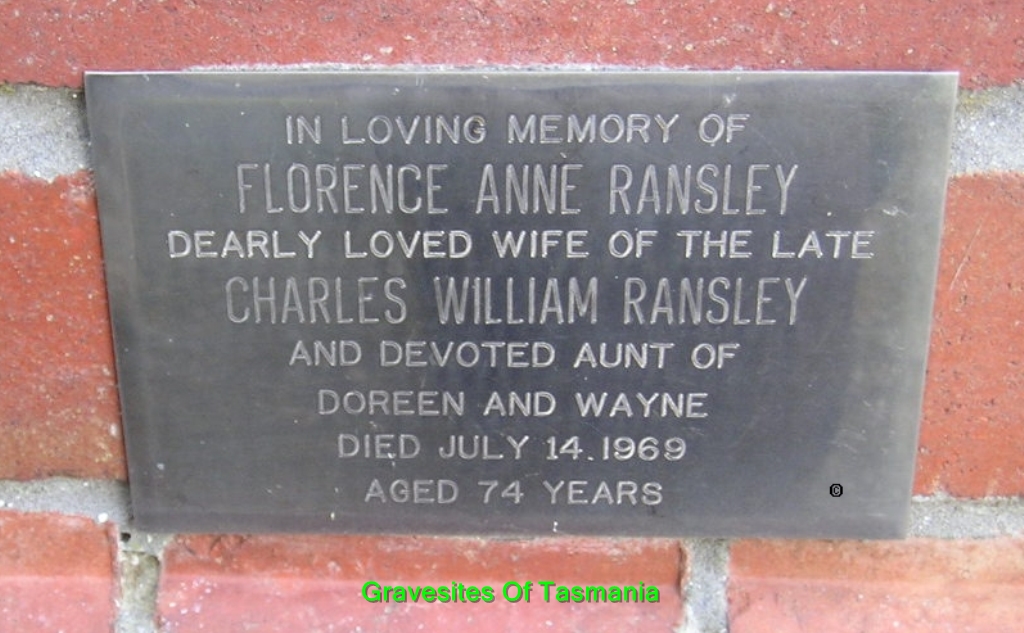 IN LOVING MEMORY OF
FLORENCE ANNE RANSLEY
DEARLY LOVED WIFE OF THE LATE
CHARLES WILLIAM RANSLEY
AND DEVOTED AUNT OF
DOREEN AND WAYNE
DIED JULY 14.1969
AGED 74 YEARS
©
Gravesites Of Tasmania